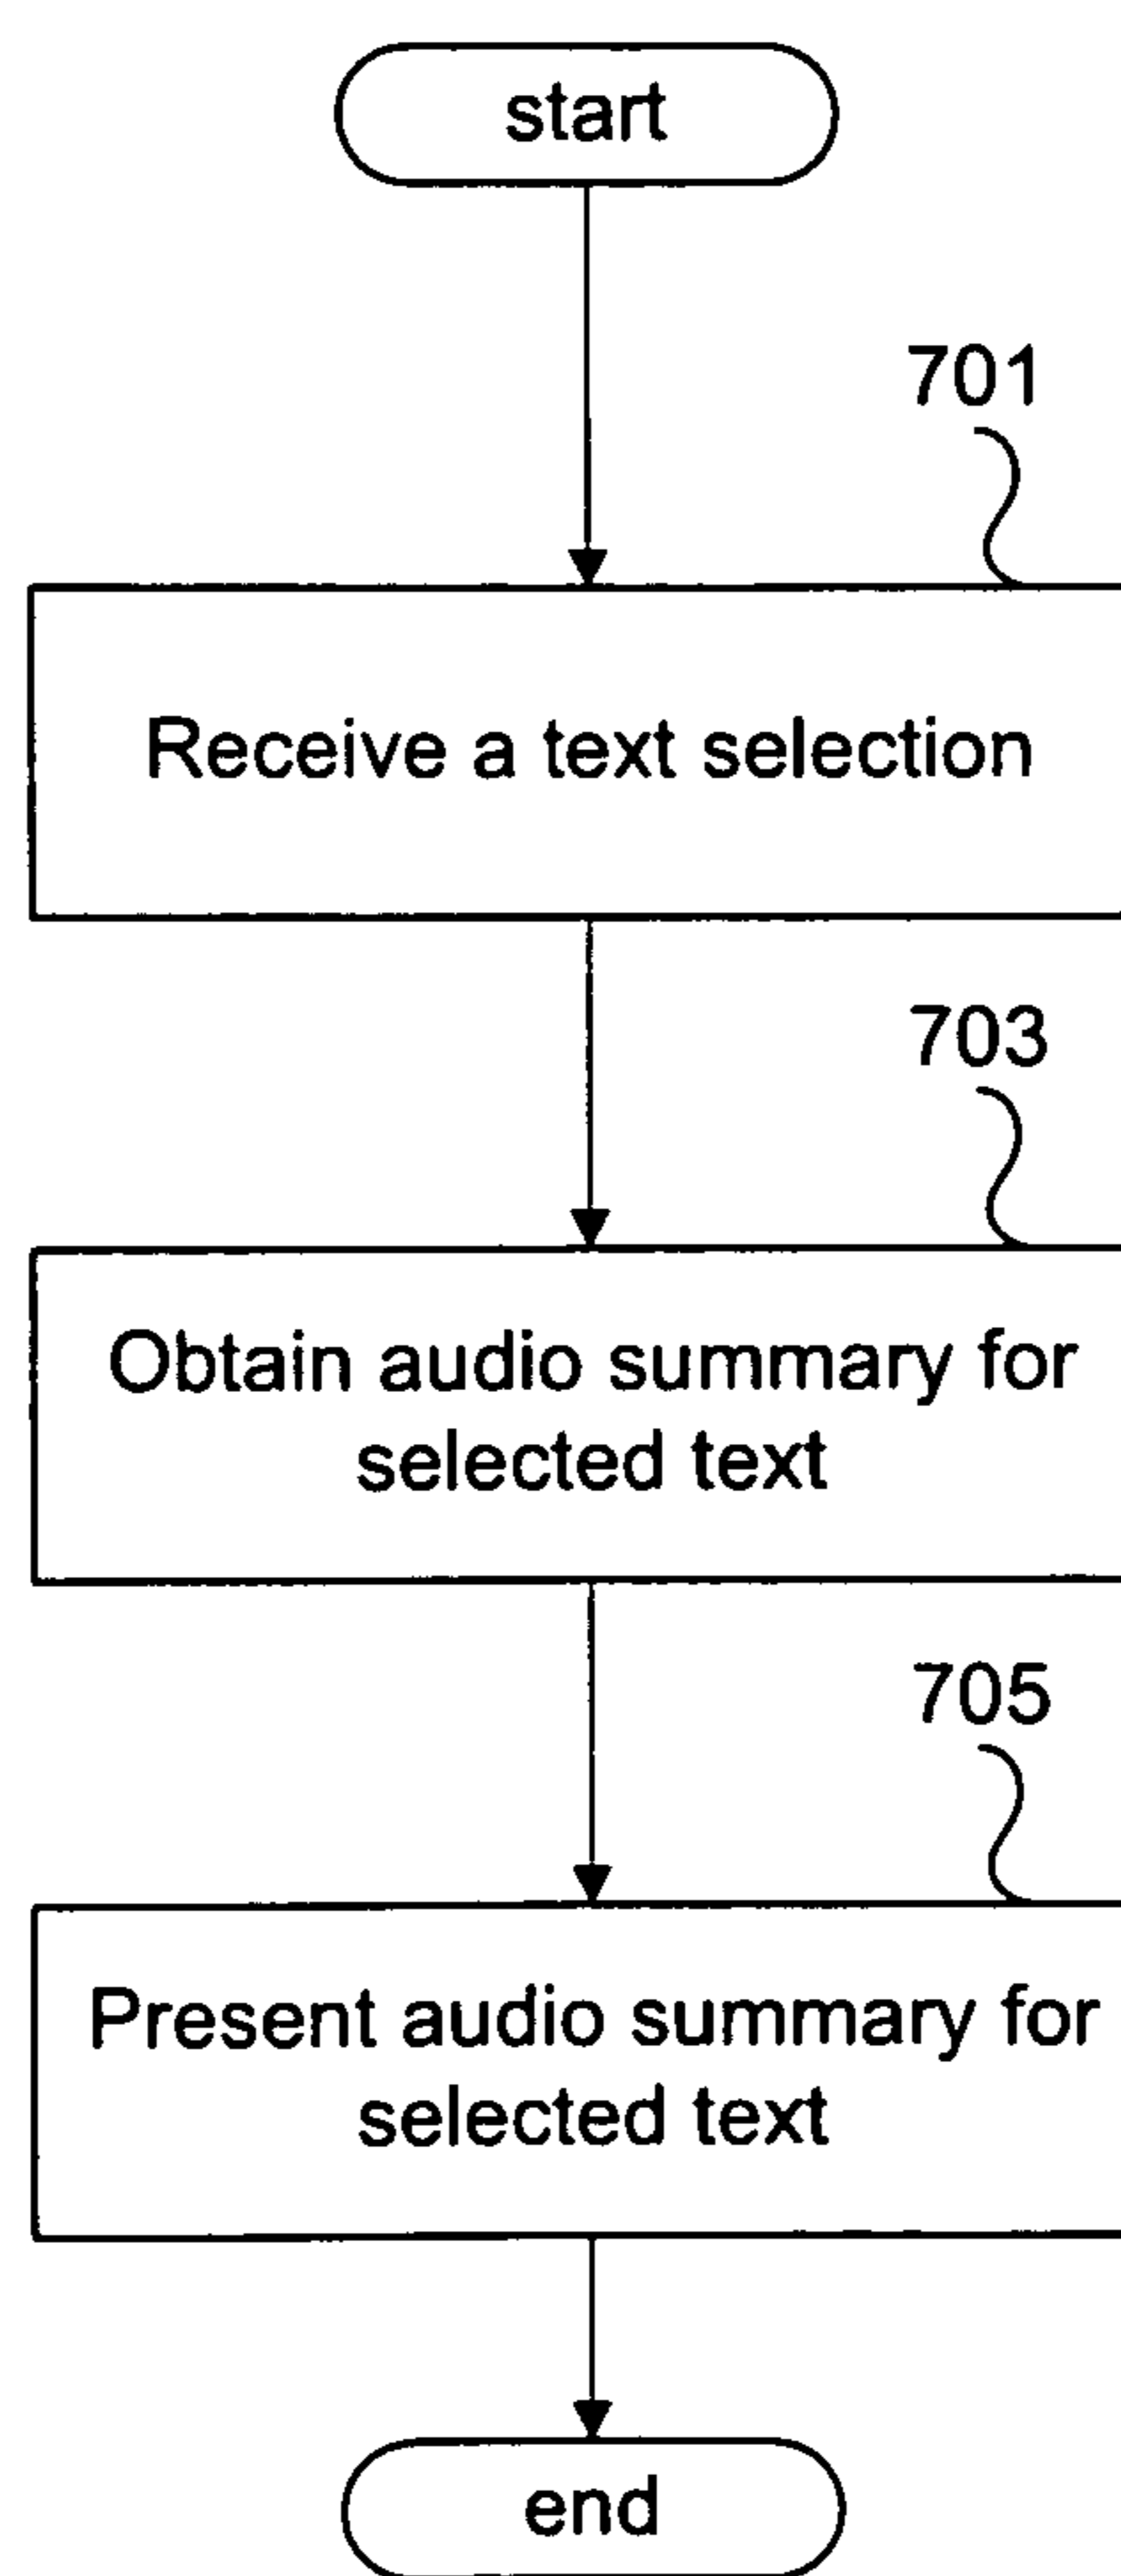 start
701
Receive a text selection
703
Obtain audio summary for
selected text
705
Present audio summary for
selected text
end